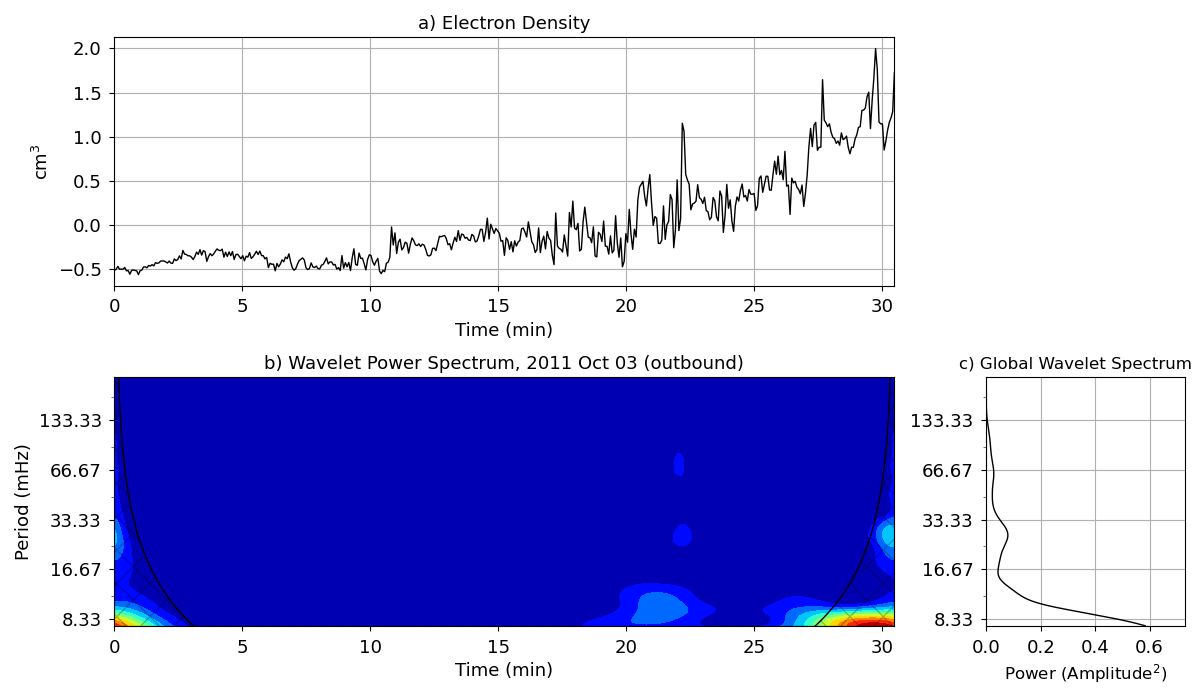 a) Electron Density
2.0
1.5
1.0
0.5
0.0
−0.5
cm³
0 5 10 15 20 25 30
Time (min)
b) Wavelet Power Spectrum, 2011 Oct 03 (outbound)
133.33
66.67
33.33
16.67
8.33
Period (mHz)
0 5 10 15 20 25 30
Time (min)
c) Global Wavelet Spectrum
133.33
66.67
33.33
16.67
8.33
0.0 0.2 0.4 0.6
Power (Amplitude²)